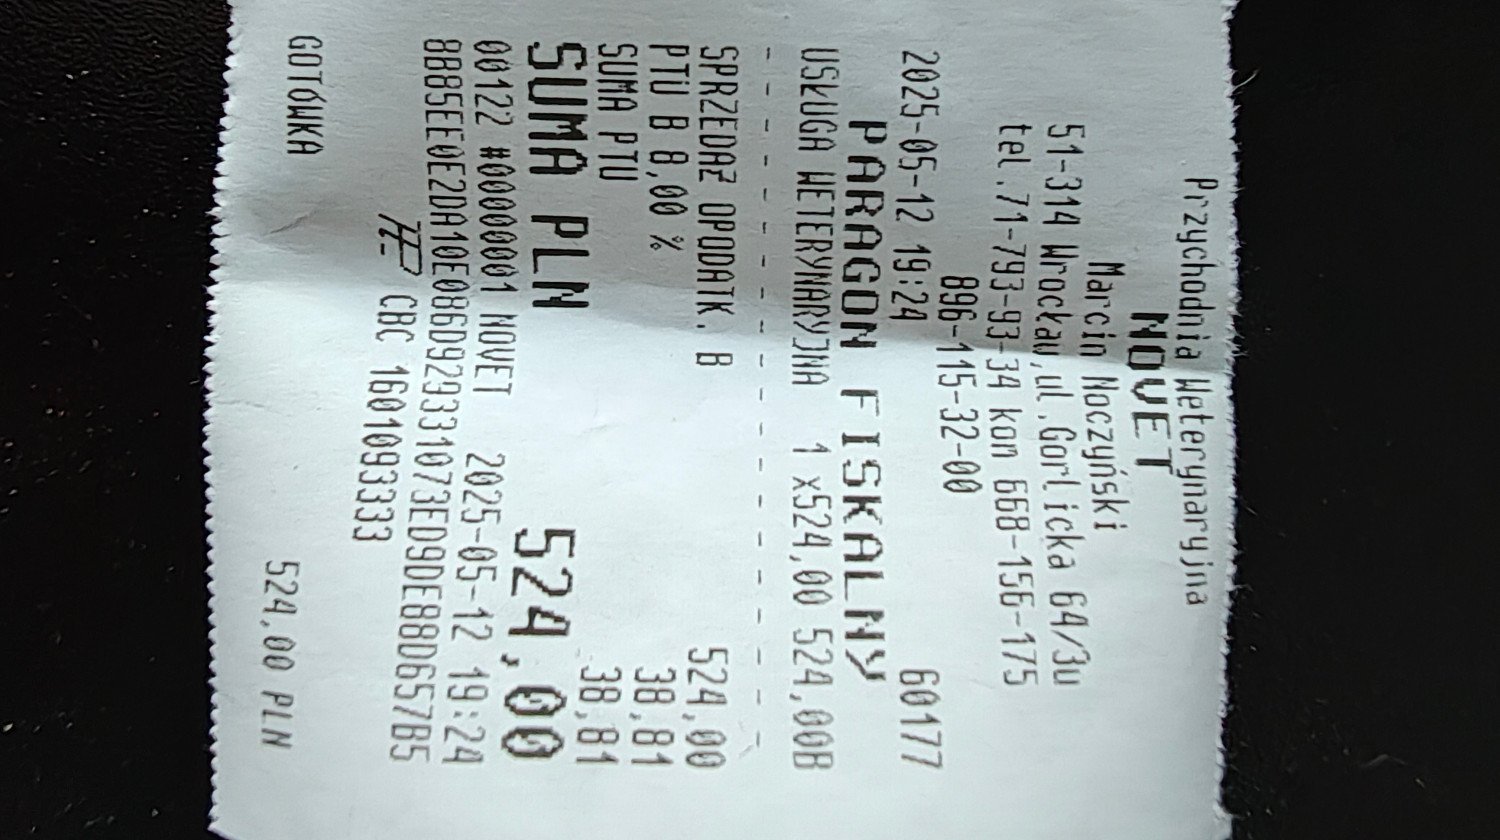 Przychodnia Weterynaryjna
NOVET
Marcin Noczyński
51-314 Wrocław,ul.Gorlicka 64/3u
tel.71-793-93-34 kom 668-156-175
896-115-32-00
2025-05-12 19:24 60177
PARAGON FISKALNY
USŁUGA WETERYNARYJNA 1 x524,00 524,00B
- - - - - - - - - - - - - - - - - - - -
SPRZEDAŻ OPODATK. B 524,00
PTU B 8,00 % 38,81
SUMA PTU 38,81
SUMA PLN 524,00
00122 #00000001 NOVET 2025-05-12 19:24
8885EE0E2DA10E086D929331073ED9DE88D657B5
CBC 1601093333
GOTÓWKA 524,00 PLN